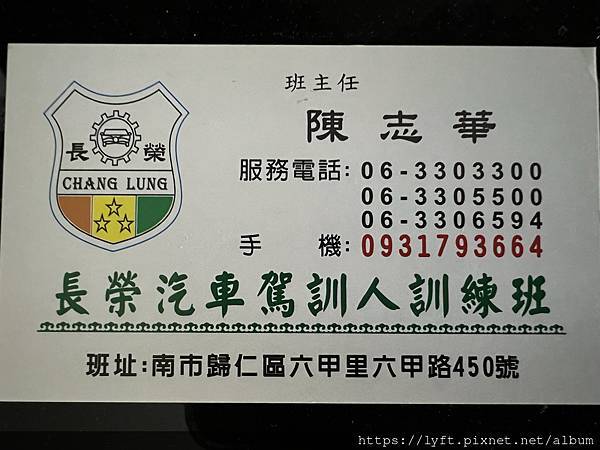 班主任
陳志華
長榮
CHANG LUNG
服務電話: 06-3303300
06-3305500
06-3306594
手 機: 0931793664
長榮汽車駕訓人訓練班
班址:南市歸仁區六甲里六甲路450號
https://lyft.pixnet.net/album